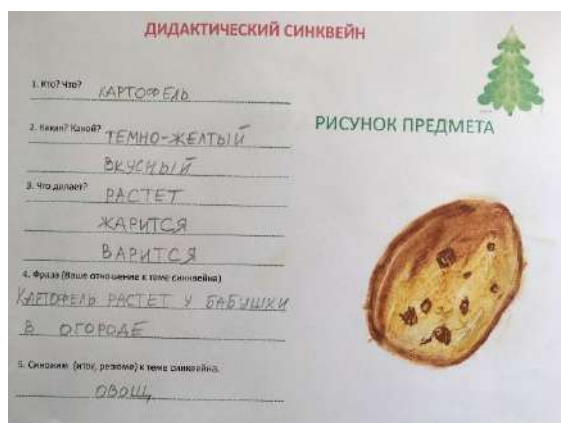 ДИДАКТИЧЕСКИЙ СИНКВЕЙН
1. Кто? Что?
КАРТОФЕЛЬ
2. Какая? Какой?
ТЕМНО-ЖЕЛТЫЙ
ВКУСНЫЙ
3. Что делает?
РАСТЕТ
ЖАРИТСЯ
ВАРИТСЯ
4. Фраза (Ваше отношение к теме синквейна)
КАРТОФЕЛЬ РАСТЕТ У БАБУШКИ
В ОГОРОДЕ
5. Синоним (итог, резюме) к теме синквейна.
ОВОЩ
РИСУНОК ПРЕДМЕТА